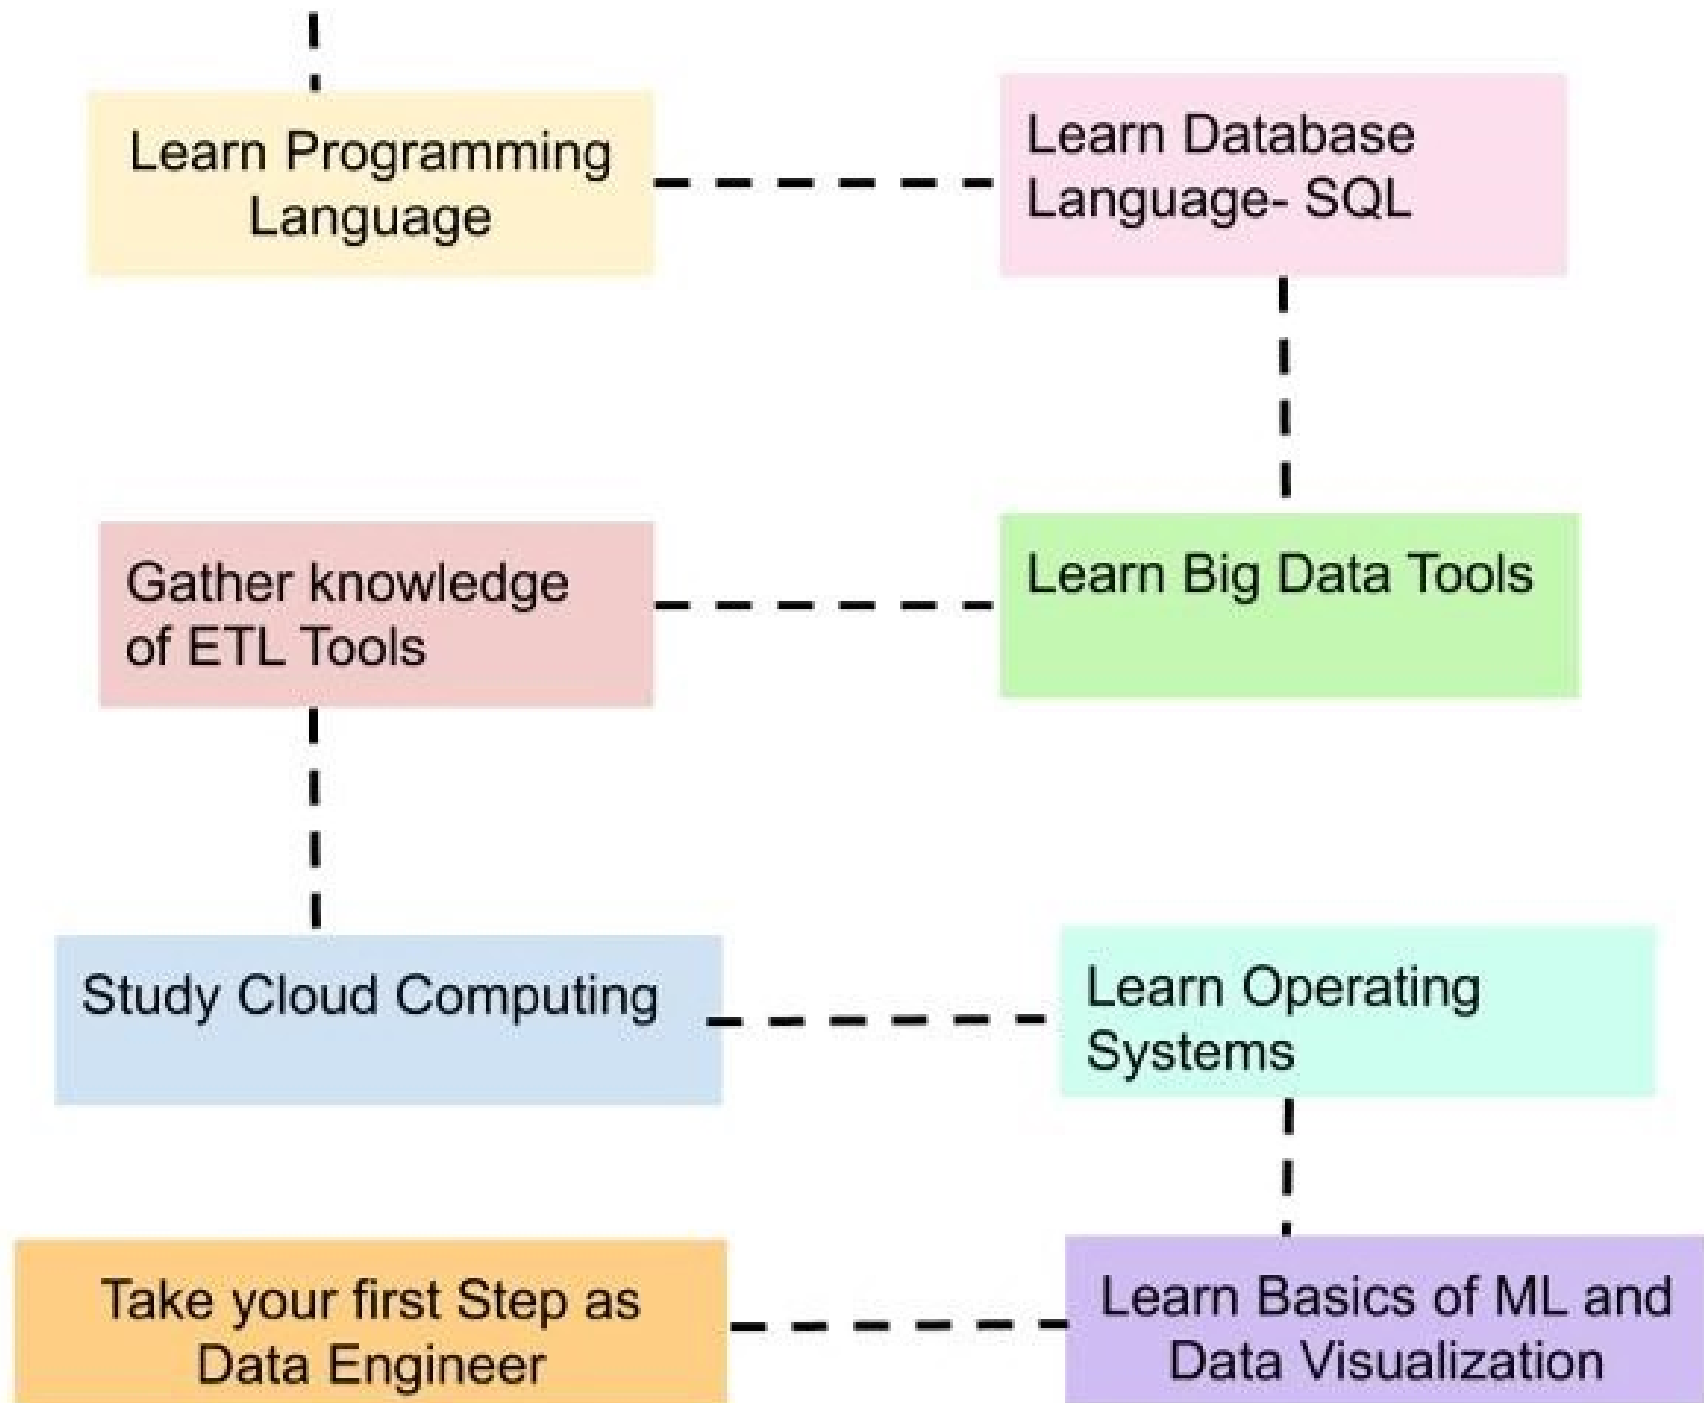 Learn Programming
Language
Learn Database
Language- SQL
Learn Big Data Tools
Gather knowledge
of ETL Tools
Study Cloud Computing
Learn Operating
Systems
Learn Basics of ML and
Data Visualization
Take your first Step as
Data Engineer